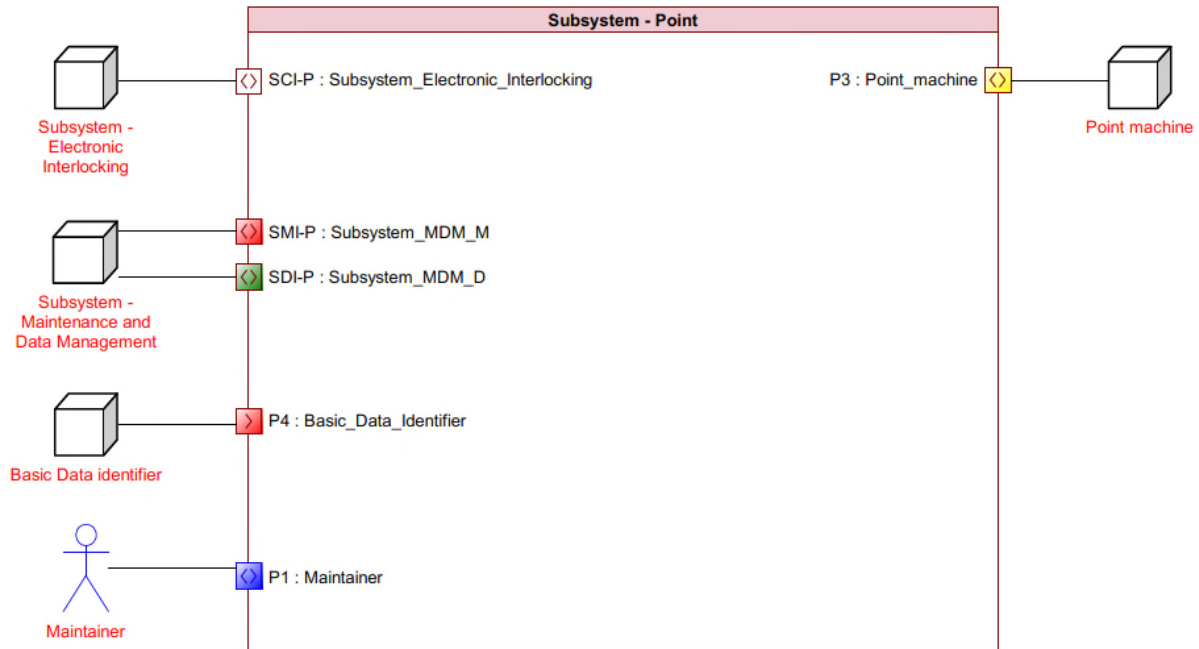 Subsystem - Point
SCI-P : Subsystem_Electronic_Interlocking
P3 : Point_machine
Subsystem -
Electronic
Interlocking
Point machine
SMI-P : Subsystem_MDM_M
SDI-P : Subsystem_MDM_D
Subsystem -
Maintenance and
Data Management
P4 : Basic_Data_Identifier
Basic Data identifier
P1 : Maintainer
Maintainer